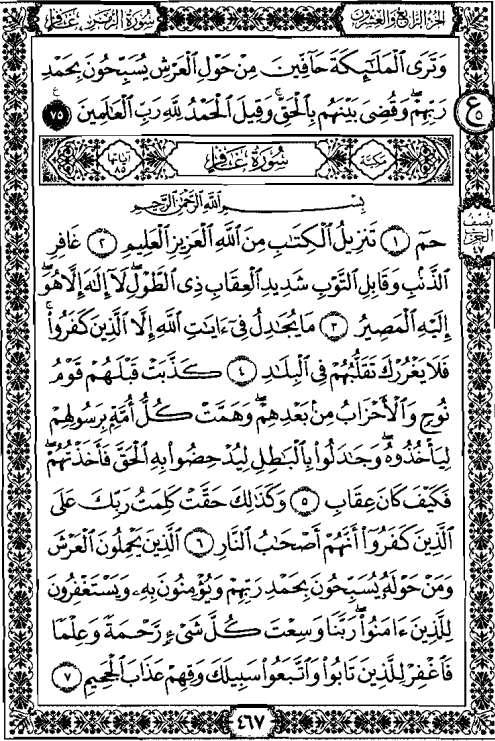 الجزء الرابع والعشرون سورة الزمر، غافر
وَتَرَى ٱلْمَلَٰٓئِكَةَ حَآفِّينَ مِنْ حَوْلِ ٱلْعَرْشِ يُسَبِّحُونَ بِحَمْدِ
رَبِّهِمْ ۖ وَقُضِىَ بَيْنَهُم بِٱلْحَقِّ وَقِيلَ ٱلْحَمْدُ لِلَّهِ رَبِّ ٱلْعَٰلَمِينَ ٧٥
ع ٥
مكية سُورَةُ غَافِرٍ آياتها ٨٥
بِسْمِ ٱللَّهِ ٱلرَّحْمَٰنِ ٱلرَّحِيمِ
نصف الحزب ٤٧
حمٓ ١ تَنزِيلُ ٱلْكِتَٰبِ مِنَ ٱللَّهِ ٱلْعَزِيزِ ٱلْعَلِيمِ ٢ غَافِرِ
ٱلذَّنۢبِ وَقَابِلِ ٱلتَّوْبِ شَدِيدِ ٱلْعِقَابِ ذِى ٱلطَّوْلِ ۖ لَآ إِلَٰهَ إِلَّا هُوَ ۖ
إِلَيْهِ ٱلْمَصِيرُ ٣ مَا يُجَٰدِلُ فِىٓ ءَايَٰتِ ٱللَّهِ إِلَّا ٱلَّذِينَ كَفَرُوا۟
فَلَا يَغْرُرْكَ تَقَلُّبُهُمْ فِى ٱلْبِلَٰدِ ٤ كَذَّبَتْ قَبْلَهُمْ قَوْمُ
نُوحٍ وَٱلْأَحْزَابُ مِنۢ بَعْدِهِمْ ۖ وَهَمَّتْ كُلُّ أُمَّةٍۭ بِرَسُولِهِمْ
لِيَأْخُذُوهُ ۖ وَجَٰدَلُوا۟ بِٱلْبَٰطِلِ لِيُدْحِضُوا۟ بِهِ ٱلْحَقَّ فَأَخَذْتُهُمْ ۖ
فَكَيْفَ كَانَ عِقَابِ ٥ وَكَذَٰلِكَ حَقَّتْ كَلِمَتُ رَبِّكَ عَلَى
ٱلَّذِينَ كَفَرُوٓا۟ أَنَّهُمْ أَصْحَٰبُ ٱلنَّارِ ٦ ٱلَّذِينَ يَحْمِلُونَ ٱلْعَرْشَ
وَمَنْ حَوْلَهُۥ يُسَبِّحُونَ بِحَمْدِ رَبِّهِمْ وَيُؤْمِنُونَ بِهِۦ وَيَسْتَغْفِرُونَ
لِلَّذِينَ ءَامَنُوا۟ ۖ رَبَّنَا وَسِعْتَ كُلَّ شَىْءٍ رَّحْمَةً وَعِلْمًا
فَٱغْفِرْ لِلَّذِينَ تَابُوا۟ وَٱتَّبَعُوا۟ سَبِيلَكَ وَقِهِمْ عَذَابَ ٱلْجَحِيمِ ٧
٤٦٧